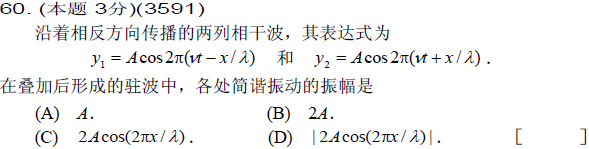 60. (本题 3分)(3591)
沿着相反方向传播的两列相干波，其表达式为
y₁ = A cos 2π(νt − x/λ) 和 y₂ = A cos 2π(νt + x/λ) .
在叠加后形成的驻波中，各处简谐振动的振幅是
(A) A. (B) 2A.
(C) 2A cos(2πx/λ) . (D) | 2A cos(2πx/λ) | . [ ]